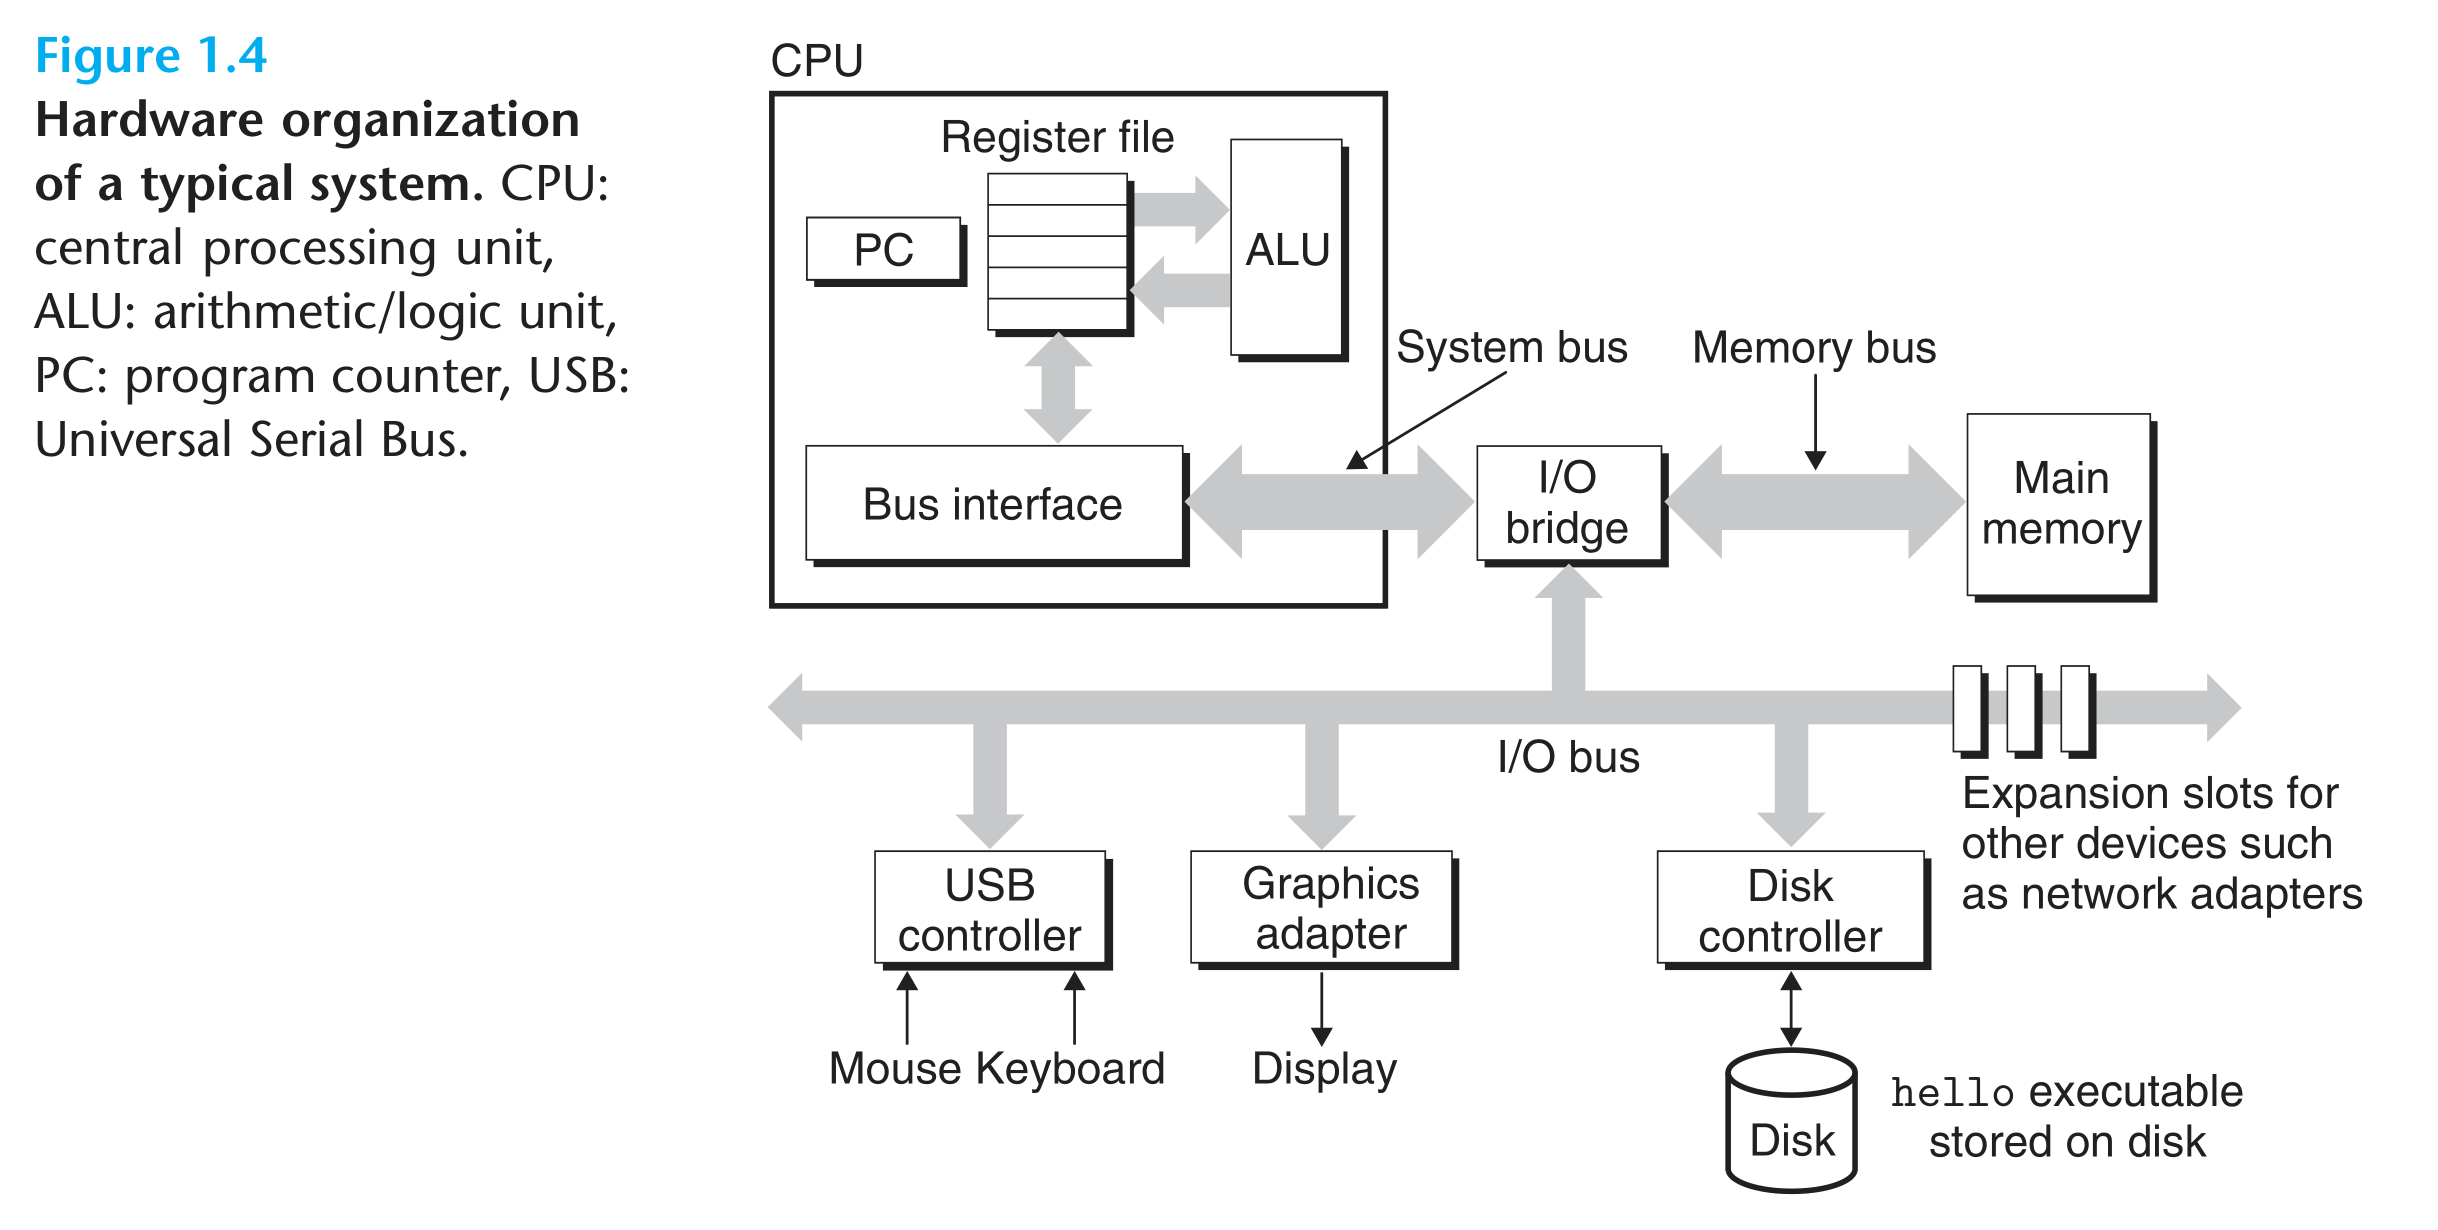 Figure 1.4
Hardware organization
of a typical system. CPU:
central processing unit,
ALU: arithmetic/logic unit,
PC: program counter, USB:
Universal Serial Bus.
CPU
Register file
PC
ALU
System bus
Memory bus
Bus interface
I/O
bridge
Main
memory
I/O bus
Expansion slots for
other devices such
as network adapters
USB
controller
Graphics
adapter
Disk
controller
Mouse
Keyboard
Display
Disk
hello executable
stored on disk